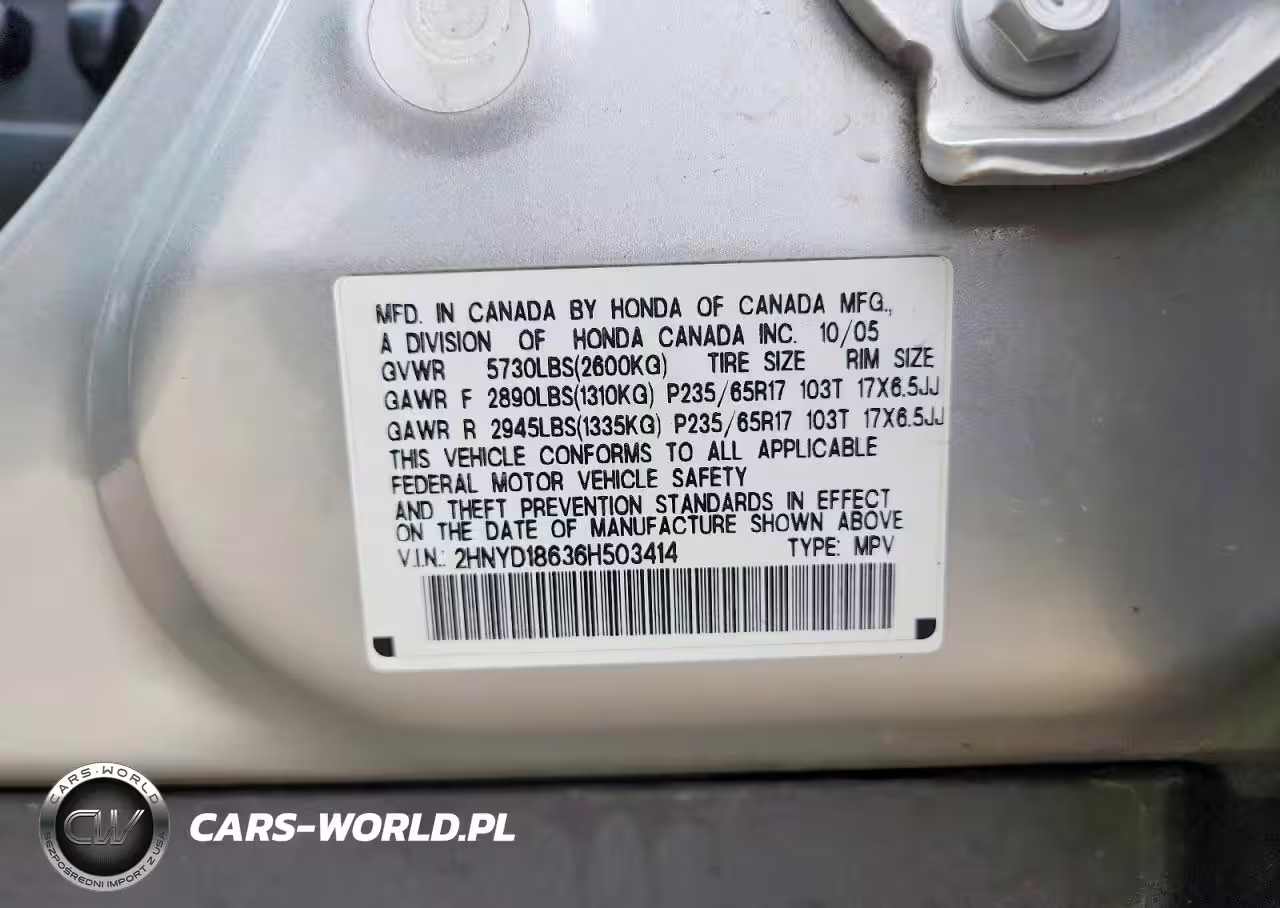 MFD. IN CANADA BY HONDA OF CANADA MFG.,
A DIVISION OF HONDA CANADA INC. 10/05
GVWR 5730LBS(2600KG) TIRE SIZE RIM SIZE
GAWR F 2890LBS(1310KG) P235/65R17 103T 17X6.5JJ
GAWR R 2945LBS(1335KG) P235/65R17 103T 17X6.5JJ
THIS VEHICLE CONFORMS TO ALL APPLICABLE
FEDERAL MOTOR VEHICLE SAFETY
AND THEFT PREVENTION STANDARDS IN EFFECT
ON THE DATE OF MANUFACTURE SHOWN ABOVE
V.I.N.: 2HNYD18636H503414 TYPE: MPV
CARS-WORLD
CW
BEZPOŚREDNI IMPORT Z USA
CARS-WORLD.PL